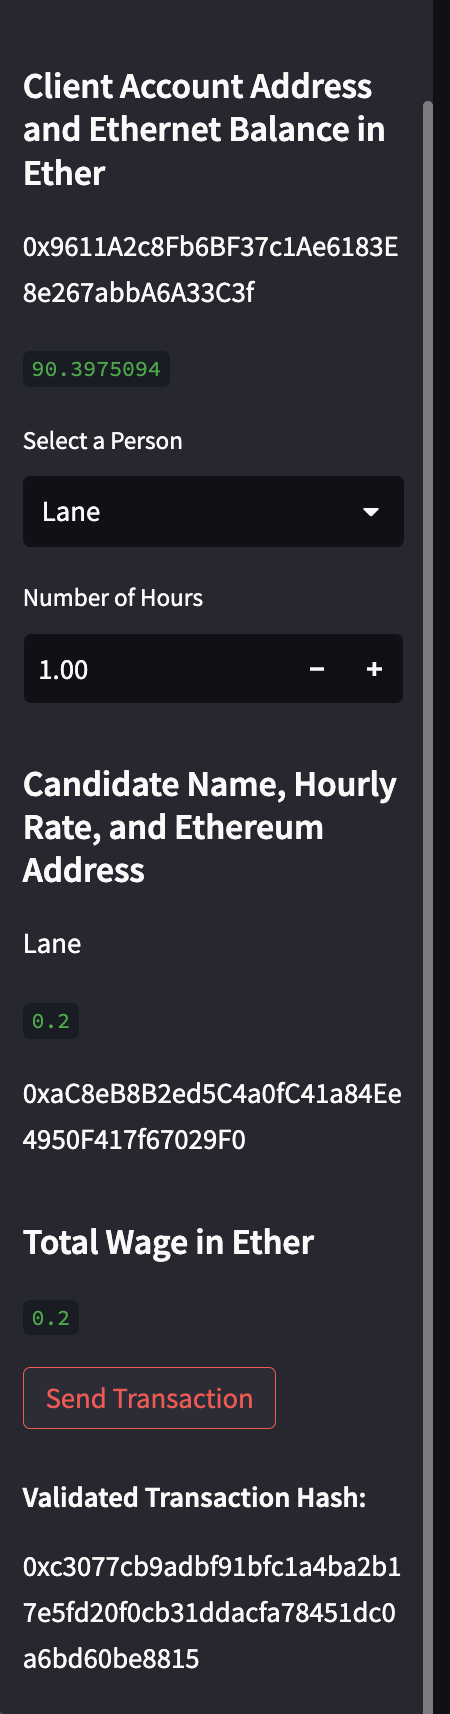 Client Account Address
and Ethernet Balance in
Ether
0x9611A2c8Fb6BF37c1Ae6183E
8e267abbA6A33C3f
90.3975094
Select a Person
Lane
Number of Hours
1.00 − +
Candidate Name, Hourly
Rate, and Ethereum
Address
Lane
0.2
0xaC8eB8B2ed5C4a0fC41a84Ee
4950F417f67029F0
Total Wage in Ether
0.2
Send Transaction
Validated Transaction Hash:
0xc3077cb9adbf91bfc1a4ba2b1
7e5fd20f0cb31ddacfa78451dc0
a6bd60be8815